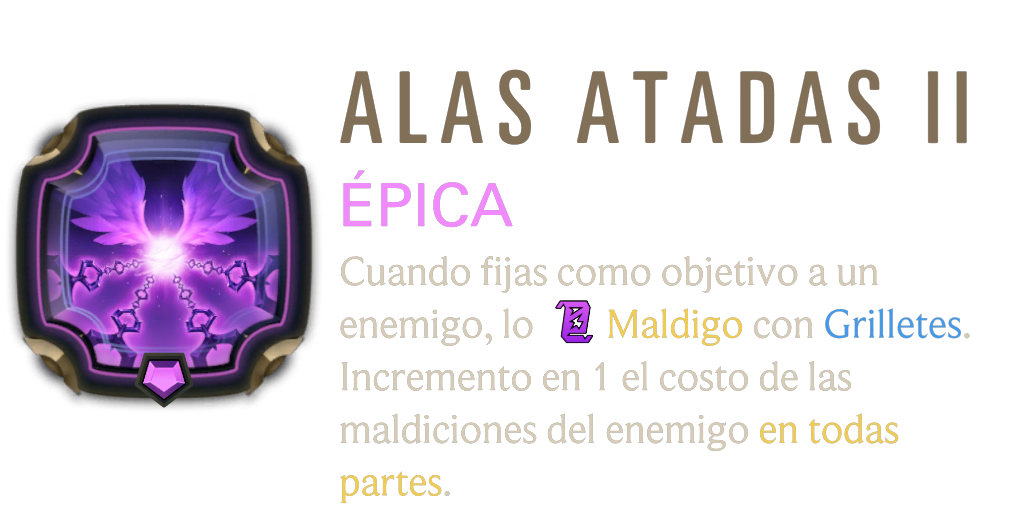 ALAS ATADAS II
ÉPICA
Cuando fijas como objetivo a un
enemigo, lo Maldigo con Grilletes.
Incremento en 1 el costo de las
maldiciones del enemigo en todas
partes.